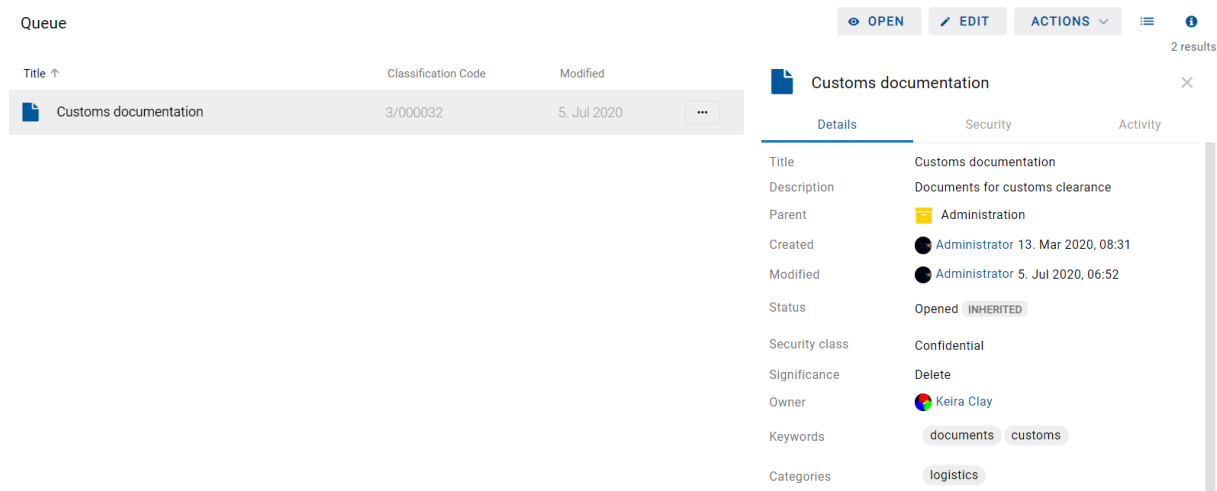 Queue
OPEN
EDIT
ACTIONS
2 results
Title
Classification Code
Modified
Customs documentation
3/000032
5. Jul 2020
Customs documentation
Details
Security
Activity
Title Customs documentation
Description Documents for customs clearance
Parent Administration
Created Administrator 13. Mar 2020, 08:31
Modified Administrator 5. Jul 2020, 06:52
Status Opened INHERITED
Security class Confidential
Significance Delete
Owner Keira Clay
Keywords documents customs
Categories logistics